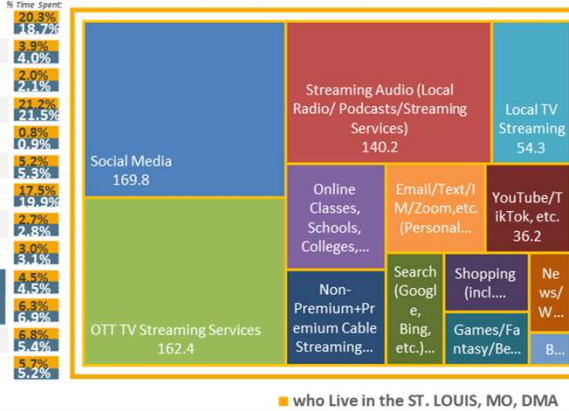 % Time Spent:
20.3%
18.7%
3.9%
4.0%
2.0%
2.1%
21.2%
21.5%
0.8%
0.9%
5.2%
5.3%
17.5%
19.9%
2.7%
2.8%
3.0%
3.1%
4.5%
4.5%
6.3%
6.9%
6.8%
5.4%
5.7%
5.2%
Social Media
169.8
OTT TV Streaming Services
162.4
Streaming Audio (Local
Radio/ Podcasts/Streaming
Services)
140.2
Local TV
Streaming
54.3
Online
Classes,
Schools,
Colleges,...
Email/Text/I
M/Zoom,etc.
(Personal...
YouTube/T
ikTok, etc.
36.2
Non-
Premium+Pr
emium Cable
Streaming...
Search
(Googl
e,
Bing,
etc.)...
Shopping
(incl....
Ne
ws/
W...
Games/Fa
ntasy/Be...
B...
who Live in the ST. LOUIS, MO, DMA